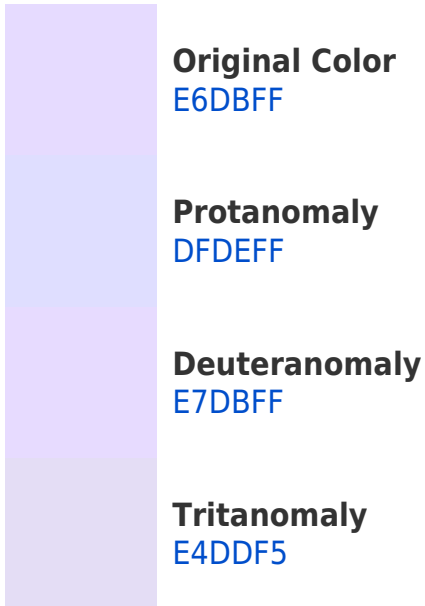 Original Color
E6DBFF
Protanomaly
DFDEFF
Deuteranomaly
E7DBFF
Tritanomaly
E4DDF5